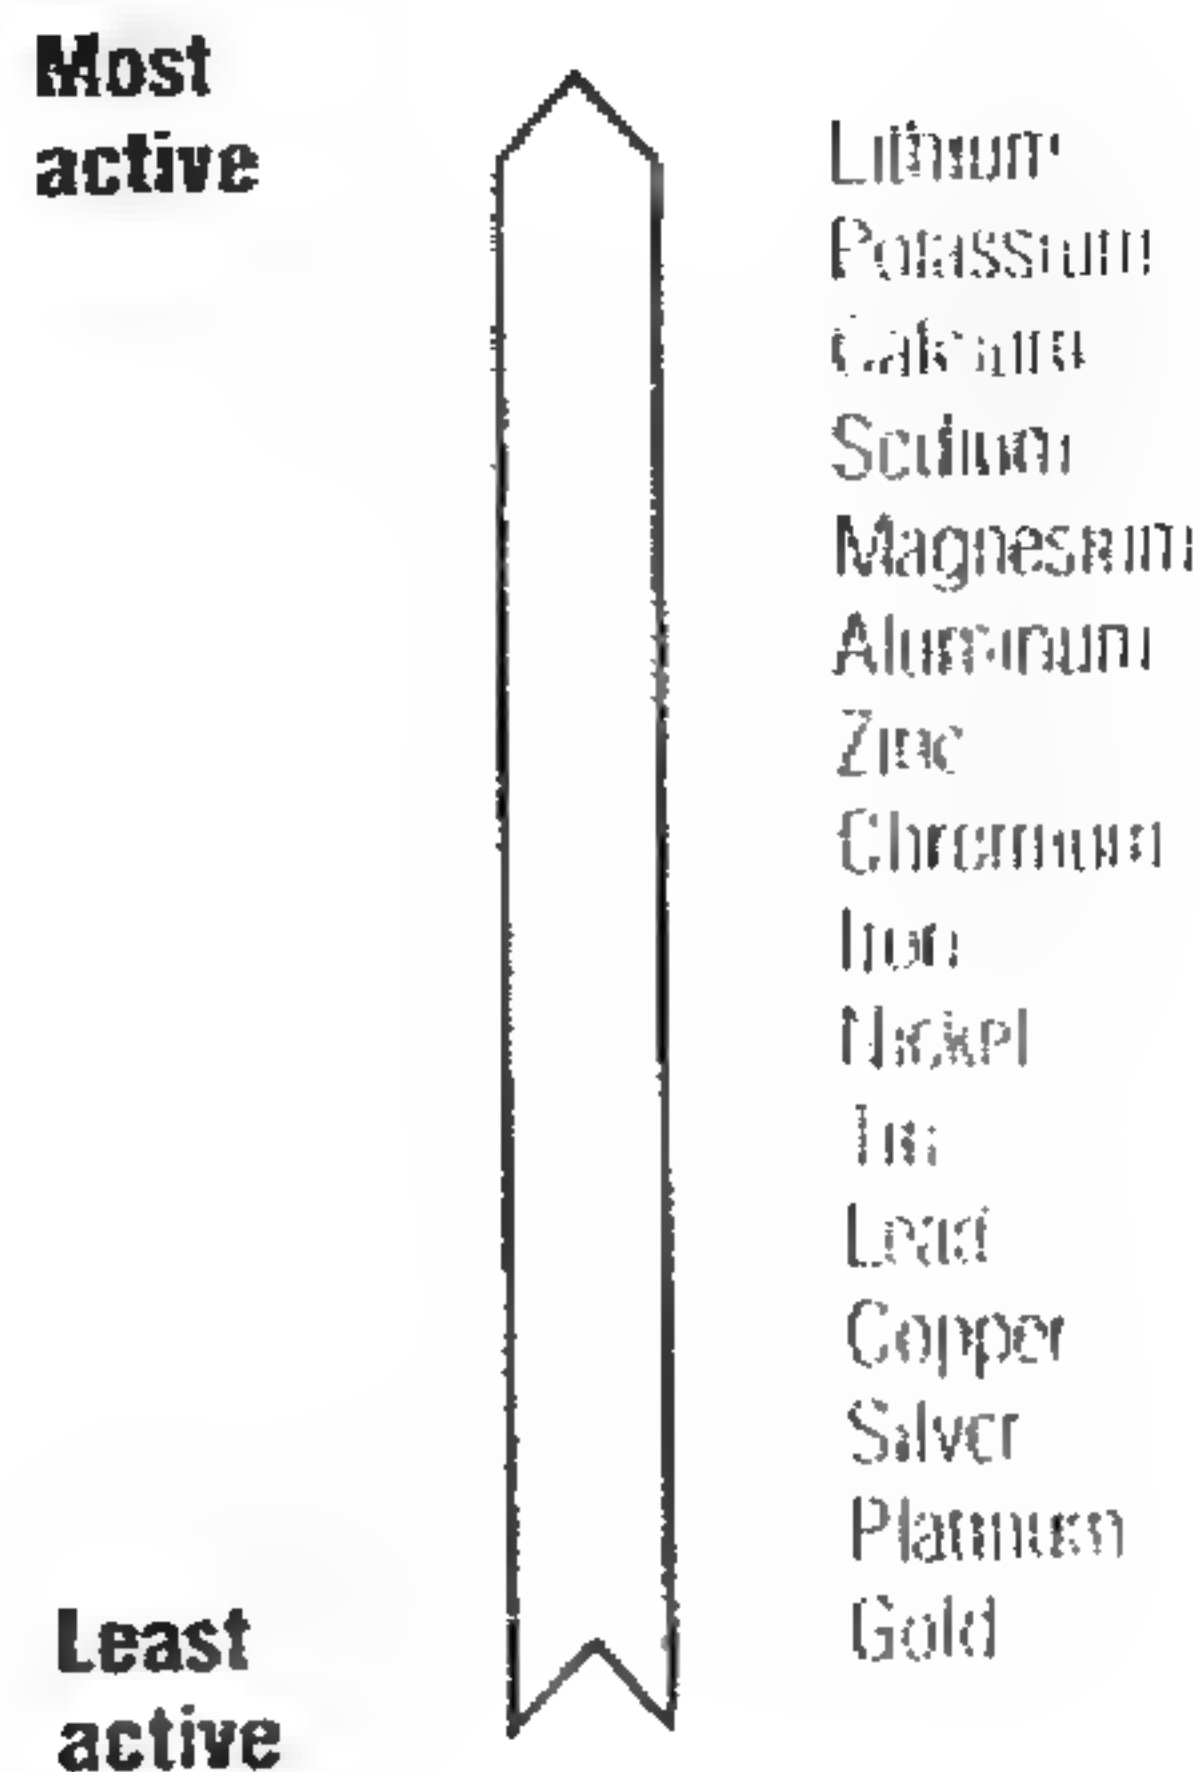 Most
active
Lithium
Potassium
Calcium
Sodium
Magnesium
Aluminum
Zinc
Chromium
Iron
Nickel
Tin
Lead
Copper
Silver
Platinum
Gold
Least
active